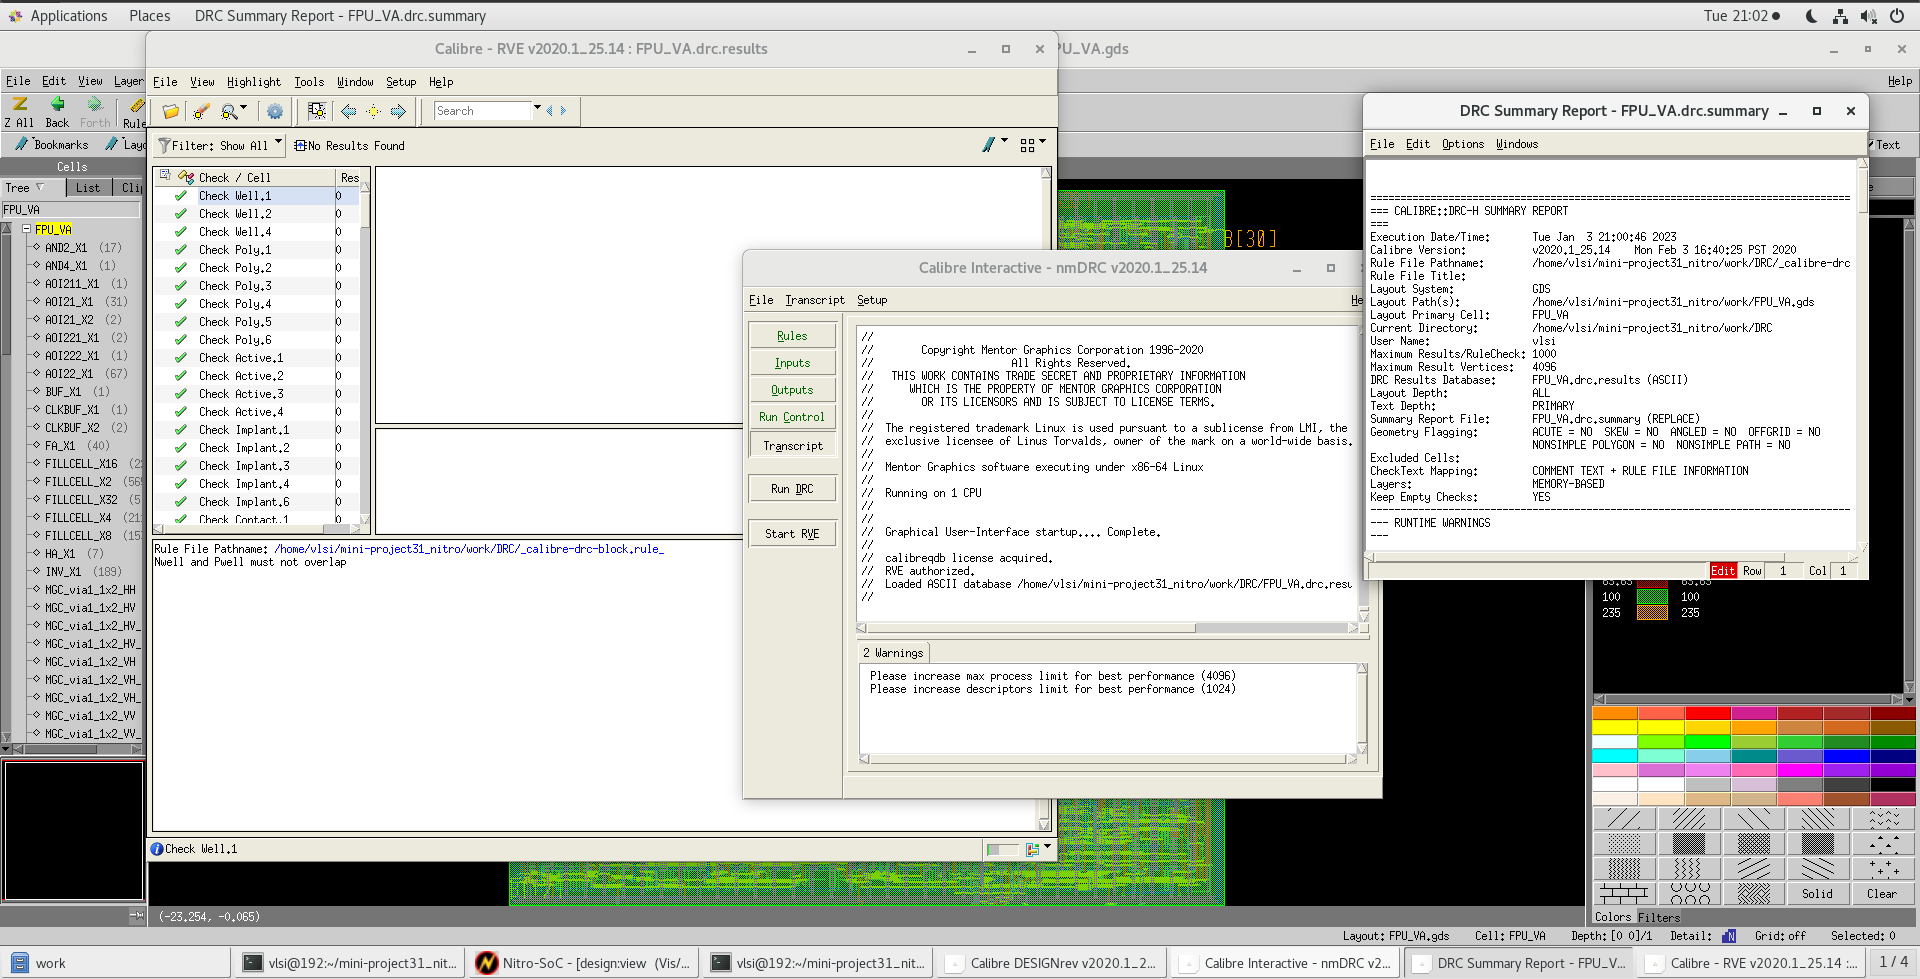 Applications Places DRC Summary Report - FPU_VA.drc.summary
Tue 21:02
Calibre - RVE v2020.1_25.14 : FPU_VA.drc.results
PU_VA.gds
File Edit View Layer
Help
Z All Back Forth Rule
Bookmarks
Text
Cells
Tree List
FPU_VA
FPU_VA
AND2_X1 (17)
AND4_X1 (1)
AOI211_X1 (1)
AOI21_X1 (31)
AOI21_X2 (2)
AOI221_X1 (1)
AOI222_X1 (1)
AOI22_X1 (67)
BUF_X1 (1)
CLKBUF_X1 (1)
CLKBUF_X2 (2)
FA_X1 (40)
FILLCELL_X16
FILLCELL_X2
FILLCELL_X32
FILLCELL_X4
FILLCELL_X8
HA_X1 (7)
INV_X1 (189)
MGC_via1_1x2_HH
MGC_via1_1x2_HV
MGC_via1_1x2_HV_
MGC_via1_1x2_HV_
MGC_via1_1x2_VH
MGC_via1_1x2_VH_
MGC_via1_1x2_VH_
MGC_via1_1x2_VV
MGC_via1_1x2_VV_
File View Highlight Tools Window Setup Help
Search
Filter: Show All No Results Found
Check / Cell Res
Check Well.1 0
Check Well.2 0
Check Well.4 0
Check Poly.1 0
Check Poly.2 0
Check Poly.3 0
Check Poly.4 0
Check Poly.5 0
Check Poly.6 0
Check Active.1 0
Check Active.2 0
Check Active.3 0
Check Active.4 0
Check Implant.1 0
Check Implant.2 0
Check Implant.3 0
Check Implant.4 0
Check Implant.6 0
Check Contact.1 0
Rule File Pathname: /home/vlsi/mini-project31_nitro/work/DRC/_calibre-drc-block.rule_
Nwell and Pwell must not overlap
Check Well.1
B[30]
Calibre Interactive - nmDRC v2020.1_25.14
File Transcript Setup He
Rules
Inputs
Outputs
Run Control
Transcript
Run DRC
Start RVE
//
// Copyright Mentor Graphics Corporation 1996-2020
// All Rights Reserved.
// THIS WORK CONTAINS TRADE SECRET AND PROPRIETARY INFORMATION
// WHICH IS THE PROPERTY OF MENTOR GRAPHICS CORPORATION
// OR ITS LICENSORS AND IS SUBJECT TO LICENSE TERMS.
//
// The registered trademark Linux is used pursuant to a sublicense from LMI, the
// exclusive licensee of Linus Torvalds, owner of the mark on a world-wide basis.
//
// Mentor Graphics software executing under x86-64 Linux
//
// Running on 1 CPU
//
//
// Graphical User-Interface startup.... Complete.
//
// calibreqdb license acquired.
// RVE authorized.
// Loaded ASCII database /home/vlsi/mini-project31_nitro/work/DRC/FPU_VA.drc.resu
//
2 Warnings
Please increase max process limit for best performance (4096)
Please increase descriptors limit for best performance (1024)
DRC Summary Report - FPU_VA.drc.summary
File Edit Options Windows
================================================================================
=== CALIBRE::DRC-H SUMMARY REPORT
===
Execution Date/Time: Tue Jan 3 21:00:46 2023
Calibre Version: v2020.1_25.14 Mon Feb 3 16:40:25 PST 2020
Rule File Pathname: /home/vlsi/mini-project31_nitro/work/DRC/_calibre-drc
Rule File Title:
Layout System: GDS
Layout Path(s): /home/vlsi/mini-project31_nitro/work/FPU_VA.gds
Layout Primary Cell: FPU_VA
Current Directory: /home/vlsi/mini-project31_nitro/work/DRC
User Name: vlsi
Maximum Results/RuleCheck: 1000
Maximum Result Vertices: 4096
DRC Results Database: FPU_VA.drc.results (ASCII)
Layout Depth: ALL
Text Depth: PRIMARY
Summary Report File: FPU_VA.drc.summary (REPLACE)
Geometry Flagging: ACUTE = NO SKEW = NO ANGLED = NO OFFGRID = NO
NONSIMPLE POLYGON = NO NONSIMPLE PATH = NO
Excluded Cells:
CheckText Mapping: COMMENT TEXT + RULE FILE INFORMATION
Layers: MEMORY-BASED
Keep Empty Checks: YES
--------------------------------------------------------------------------------
--- RUNTIME WARNINGS
---
Edit Row 1 Col 1
100 100
235 235
Solid Clear
Colors Filters
(-23.254, -0.065)
Layout: FPU_VA.gds Cell: FPU_VA Depth: [0 0]/1 Detail: Grid: off Selected: 0
work
vlsi@192:~/mini-project31_nit...
Nitro-SoC - [design:view (Vis/...
vlsi@192:~/mini-project31_nit...
Calibre DESIGNrev v2020.1_2...
Calibre Interactive - nmDRC v2...
DRC Summary Report - FPU_V...
Calibre - RVE v2020.1_25.14 :...
1 / 4